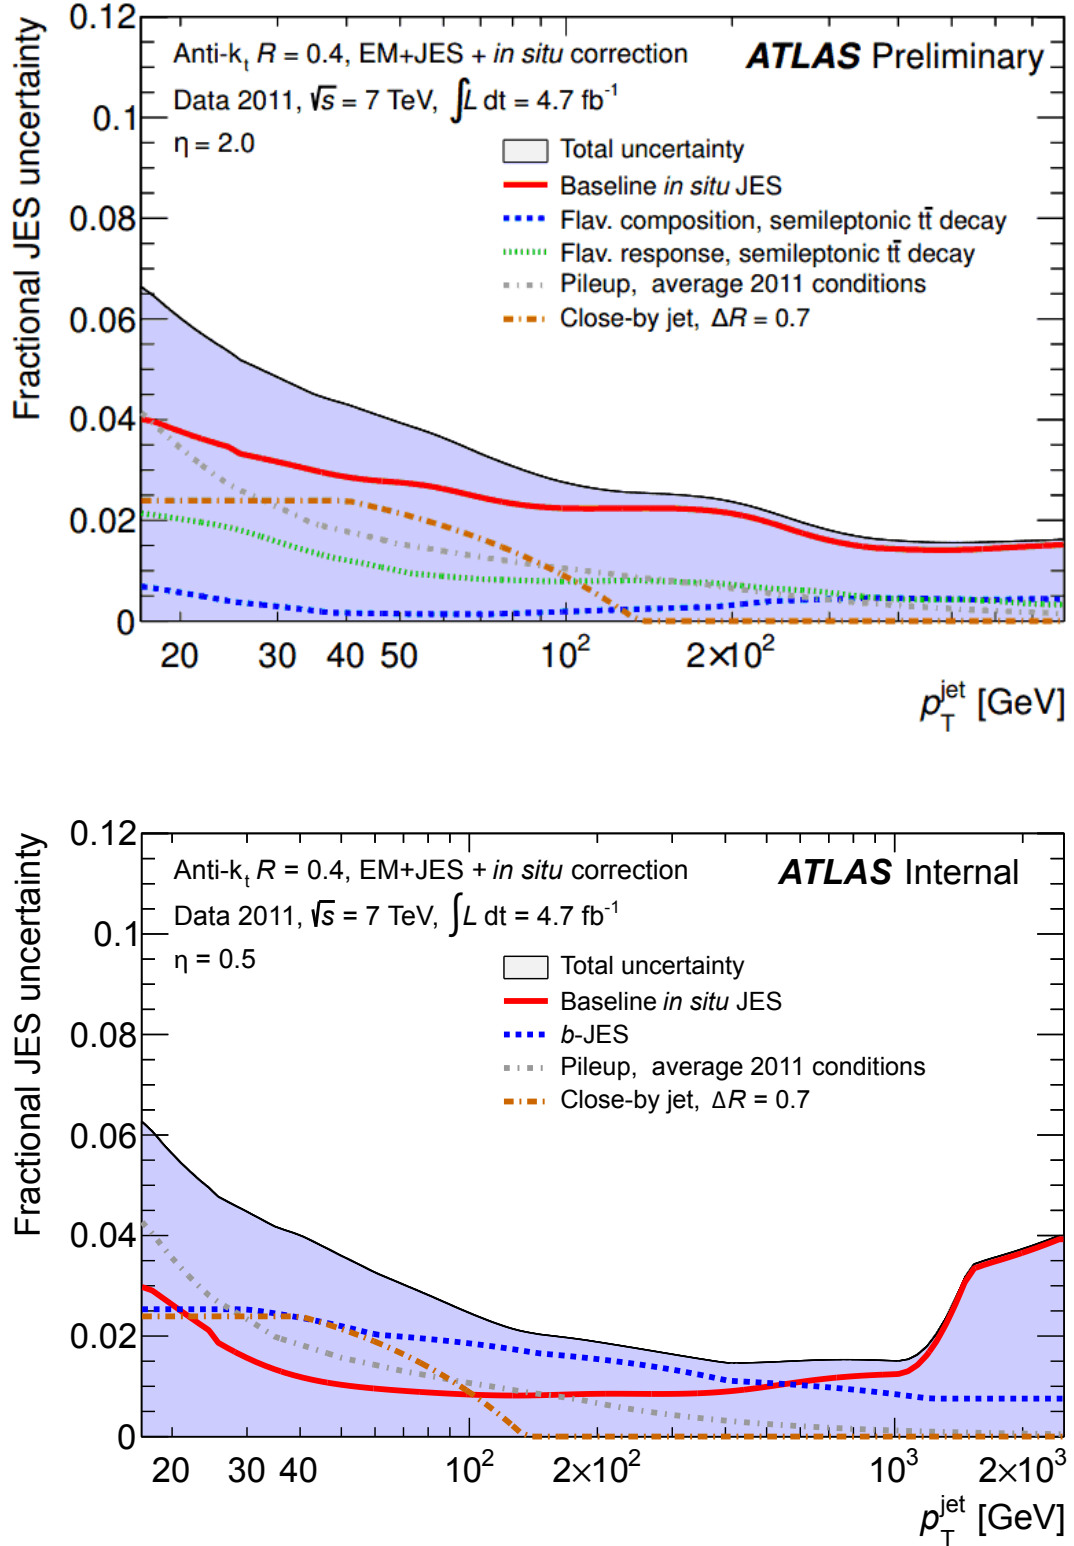 Fractional JES uncertainty
0.12
0.1
0.08
0.06
0.04
0.02
0
Anti-kₜ R = 0.4, EM+JES + in situ correction
ATLAS Preliminary
Data 2011, √s = 7 TeV, ∫L dt = 4.7 fb⁻¹
η = 2.0
Total uncertainty
Baseline in situ JES
Flav. composition, semileptonic tt̄ decay
Flav. response, semileptonic tt̄ decay
Pileup, average 2011 conditions
Close-by jet, ΔR = 0.7
20 30 40 50 10² 2×10²
p_T^jet [GeV]
Fractional JES uncertainty
0.12
0.1
0.08
0.06
0.04
0.02
0
Anti-kₜ R = 0.4, EM+JES + in situ correction
ATLAS Internal
Data 2011, √s = 7 TeV, ∫L dt = 4.7 fb⁻¹
η = 0.5
Total uncertainty
Baseline in situ JES
b-JES
Pileup, average 2011 conditions
Close-by jet, ΔR = 0.7
20 30 40 10² 2×10² 10³ 2×10³
p_T^jet [GeV]